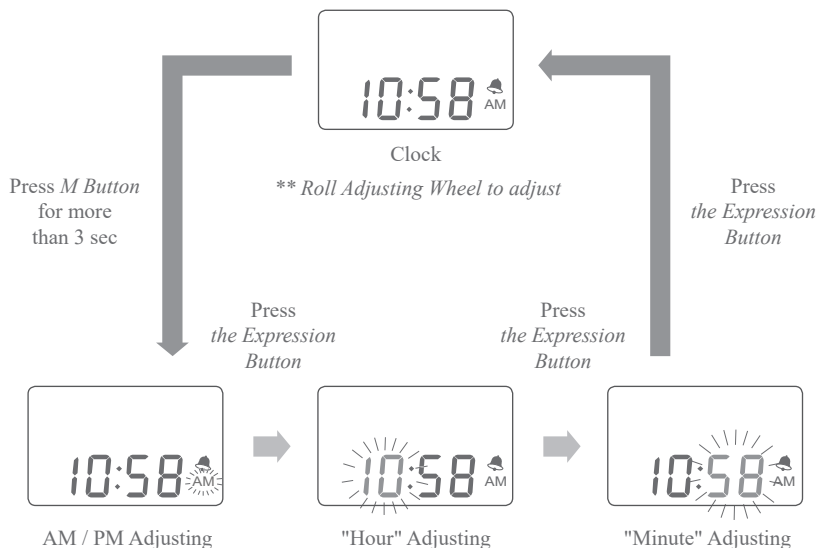 10:58 AM
Clock
** Roll Adjusting Wheel to adjust
Press M Button
for more
than 3 sec
Press
the Expression
Button
Press
the Expression
Button
Press
the Expression
Button
10:58 AM
AM / PM Adjusting
10:58 AM
"Hour" Adjusting
10:58 AM
"Minute" Adjusting